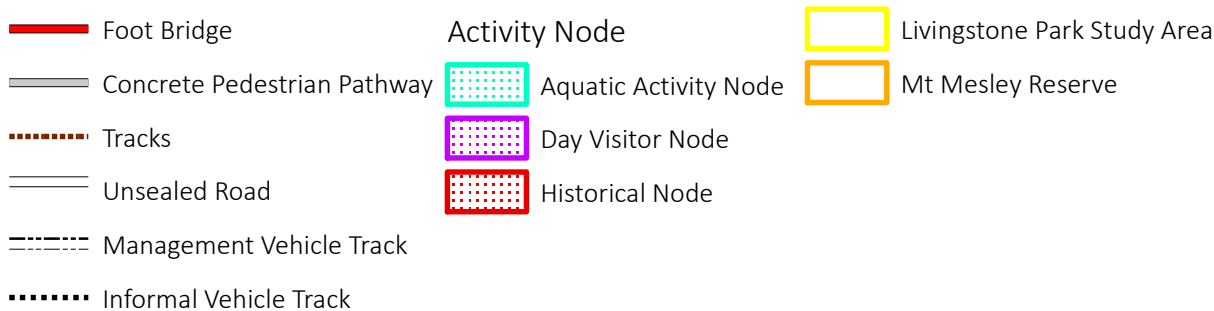 Foot Bridge
Concrete Pedestrian Pathway
Tracks
Unsealed Road
Management Vehicle Track
Informal Vehicle Track
Activity Node
Aquatic Activity Node
Day Visitor Node
Historical Node
Livingstone Park Study Area
Mt Mesley Reserve